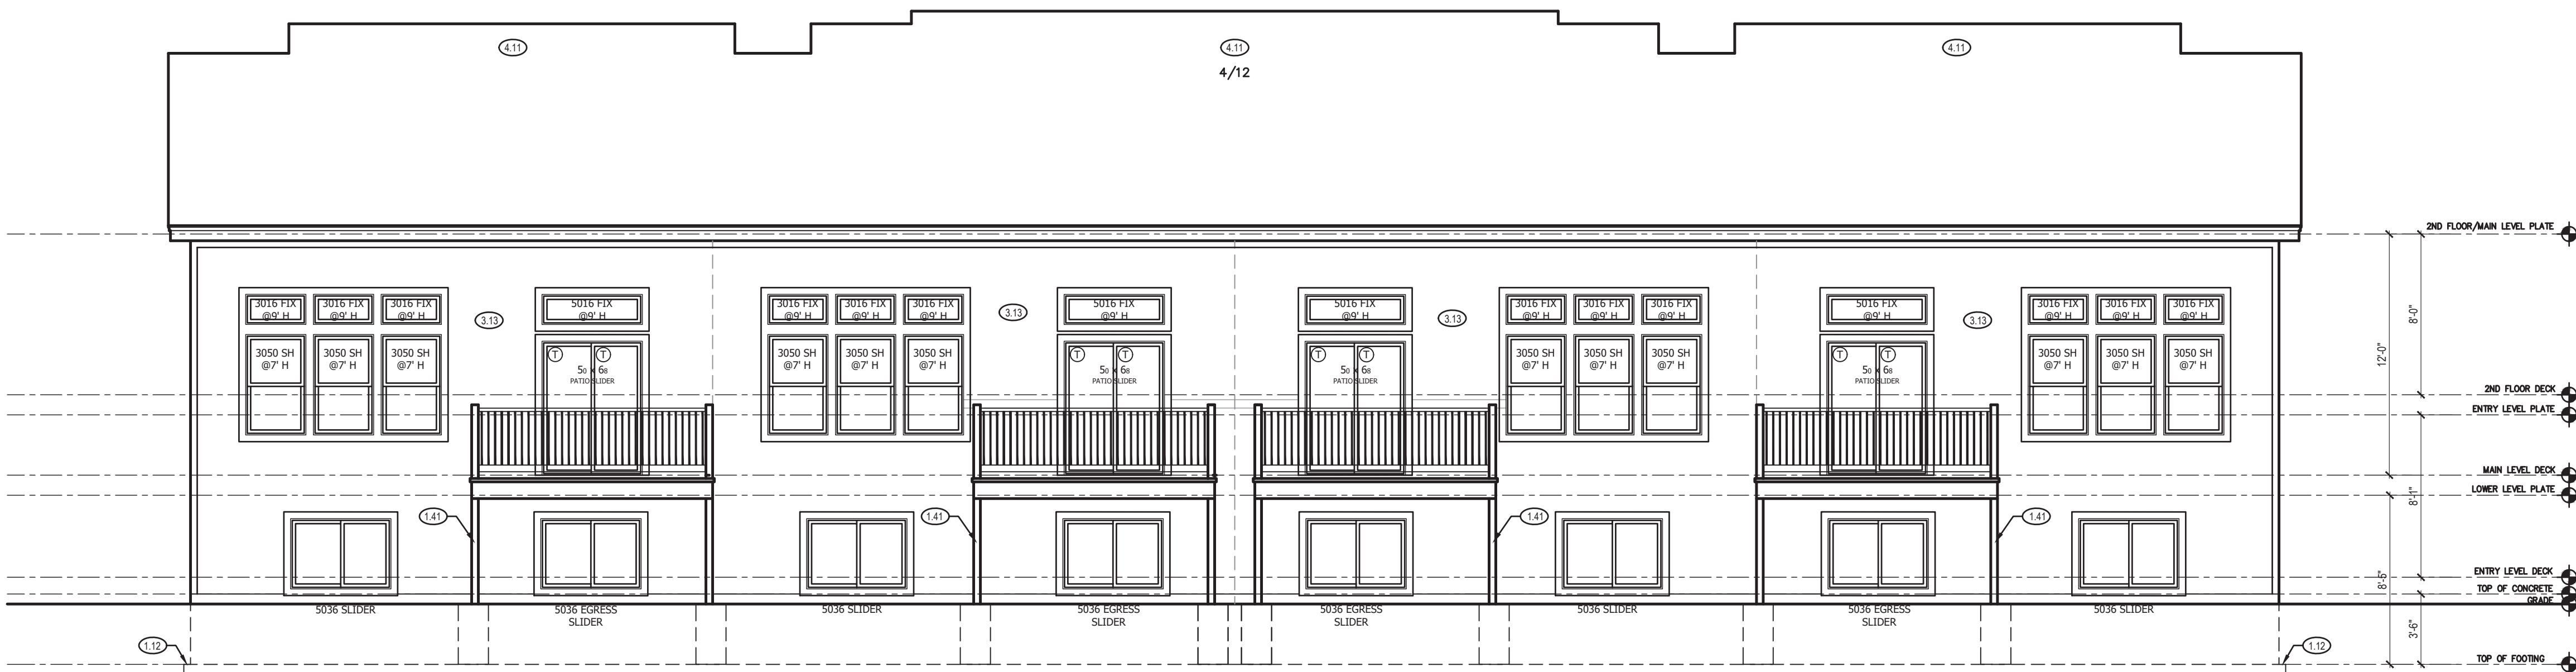 4.11
4.11
4.11
4/12
2ND FLOOR/MAIN LEVEL PLATE
3016 FIX
@9' H
3016 FIX
@9' H
3016 FIX
@9' H
5016 FIX
@9' H
3.13
3050 SH
@7' H
3050 SH
@7' H
3050 SH
@7' H
T
T
50 x 68
PATIO SLIDER
3016 FIX
@9' H
3016 FIX
@9' H
3016 FIX
@9' H
3.13
5016 FIX
@9' H
3050 SH
@7' H
3050 SH
@7' H
3050 SH
@7' H
T
T
50 x 68
PATIO SLIDER
5016 FIX
@9' H
3.13
3016 FIX
@9' H
3016 FIX
@9' H
3016 FIX
@9' H
T
T
50 x 68
PATIO SLIDER
3050 SH
@7' H
3050 SH
@7' H
3050 SH
@7' H
5016 FIX
@9' H
3.13
3016 FIX
@9' H
3016 FIX
@9' H
3016 FIX
@9' H
T
T
50 x 68
PATIO SLIDER
3050 SH
@7' H
3050 SH
@7' H
3050 SH
@7' H
8'-0"
12'-0"
2ND FLOOR DECK
ENTRY LEVEL PLATE
MAIN LEVEL DECK
LOWER LEVEL PLATE
8'-1"
1.41
1.41
1.41
1.41
8'-6"
ENTRY LEVEL DECK
TOP OF CONCRETE
GRADE
5036 SLIDER
5036 EGRESS
SLIDER
5036 SLIDER
5036 EGRESS
SLIDER
5036 EGRESS
SLIDER
5036 SLIDER
5036 EGRESS
SLIDER
5036 SLIDER
3'-6"
1.12
1.12
TOP OF FOOTING